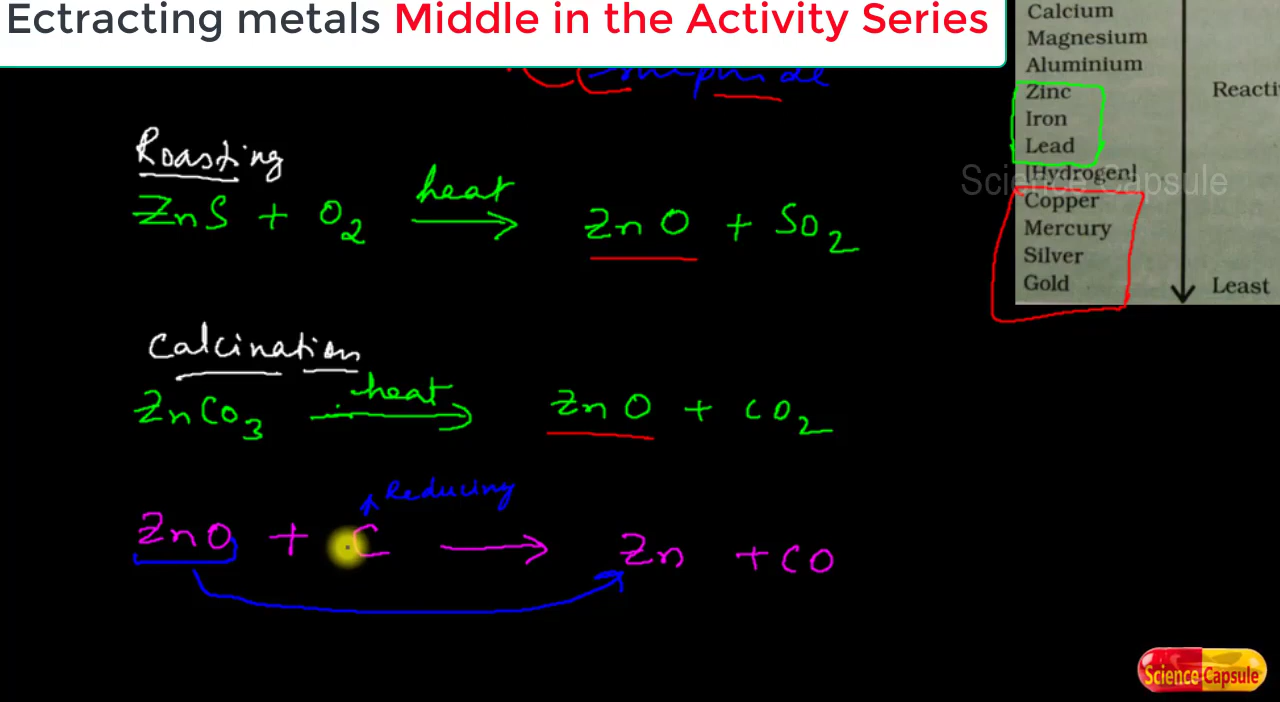 Ectracting metals Middle in the Activity Series
Calcium
Magnesium
Aluminium
Zinc
Iron
Lead
[Hydrogen]
Copper
Mercury
Silver
Gold
Reacti
Least
Science Capsule
sulphide
Roasting
ZnS + O2 heat ZnO + SO2
Calcination
ZnCO3 heat ZnO + CO2
Reducing
ZnO + C Zn + CO
Science Capsule